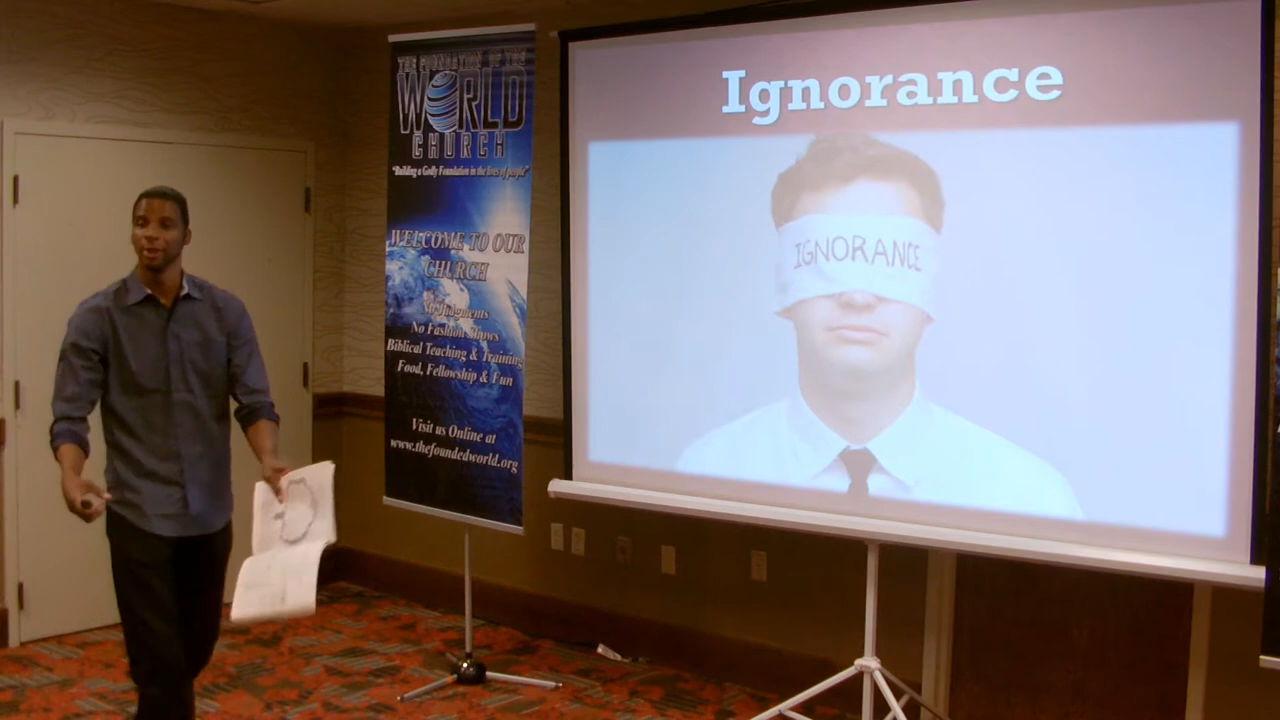 THE FOUNDATION OF THE
WORLD
CHURCH
"Building a Godly Foundation in the lives of people"
WELCOME TO OUR
CHURCH
No Judgments
No Fashion Shows
Biblical Teaching & Training
Food, Fellowship & Fun
Visit us Online at
www.thefoundedworld.org
Ignorance
IGNORANCE